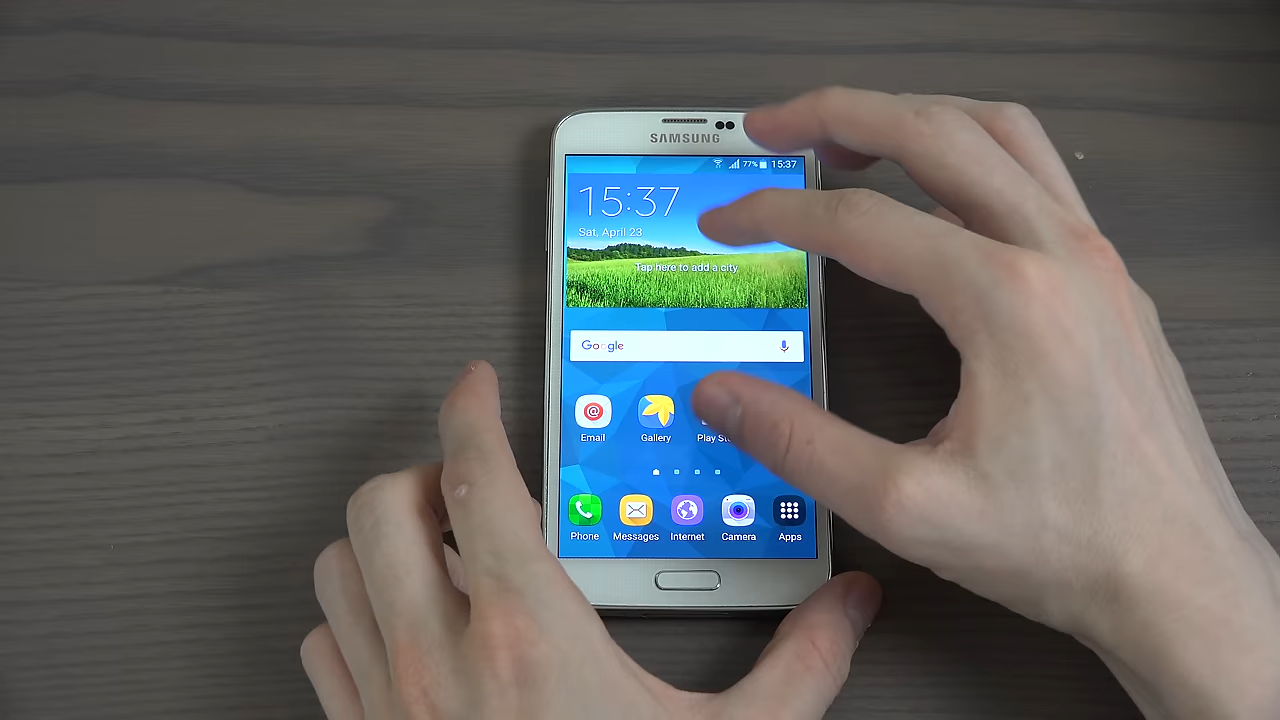 SAMSUNG
77% 15:37
15:37
Sat, April 23
Tap here to add a city
Google
Email
Gallery
Play
Phone
Messages
Internet
Camera
Apps